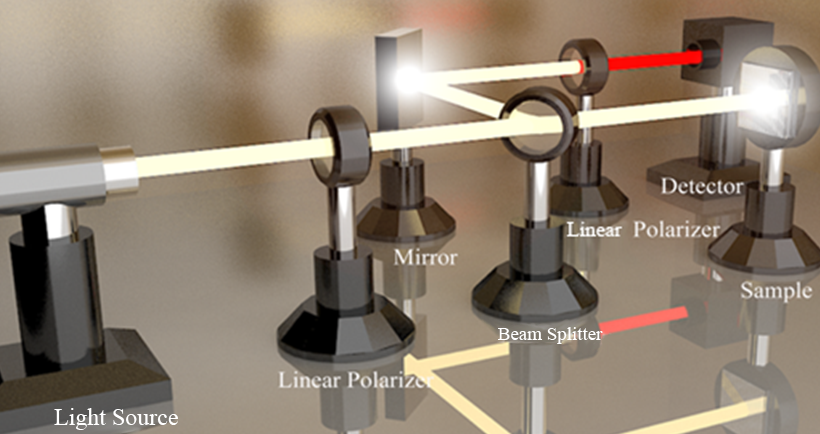 Detector
Linear Polarizer
Mirror
Sample
Beam Splitter
Linear Polarizer
Light Source